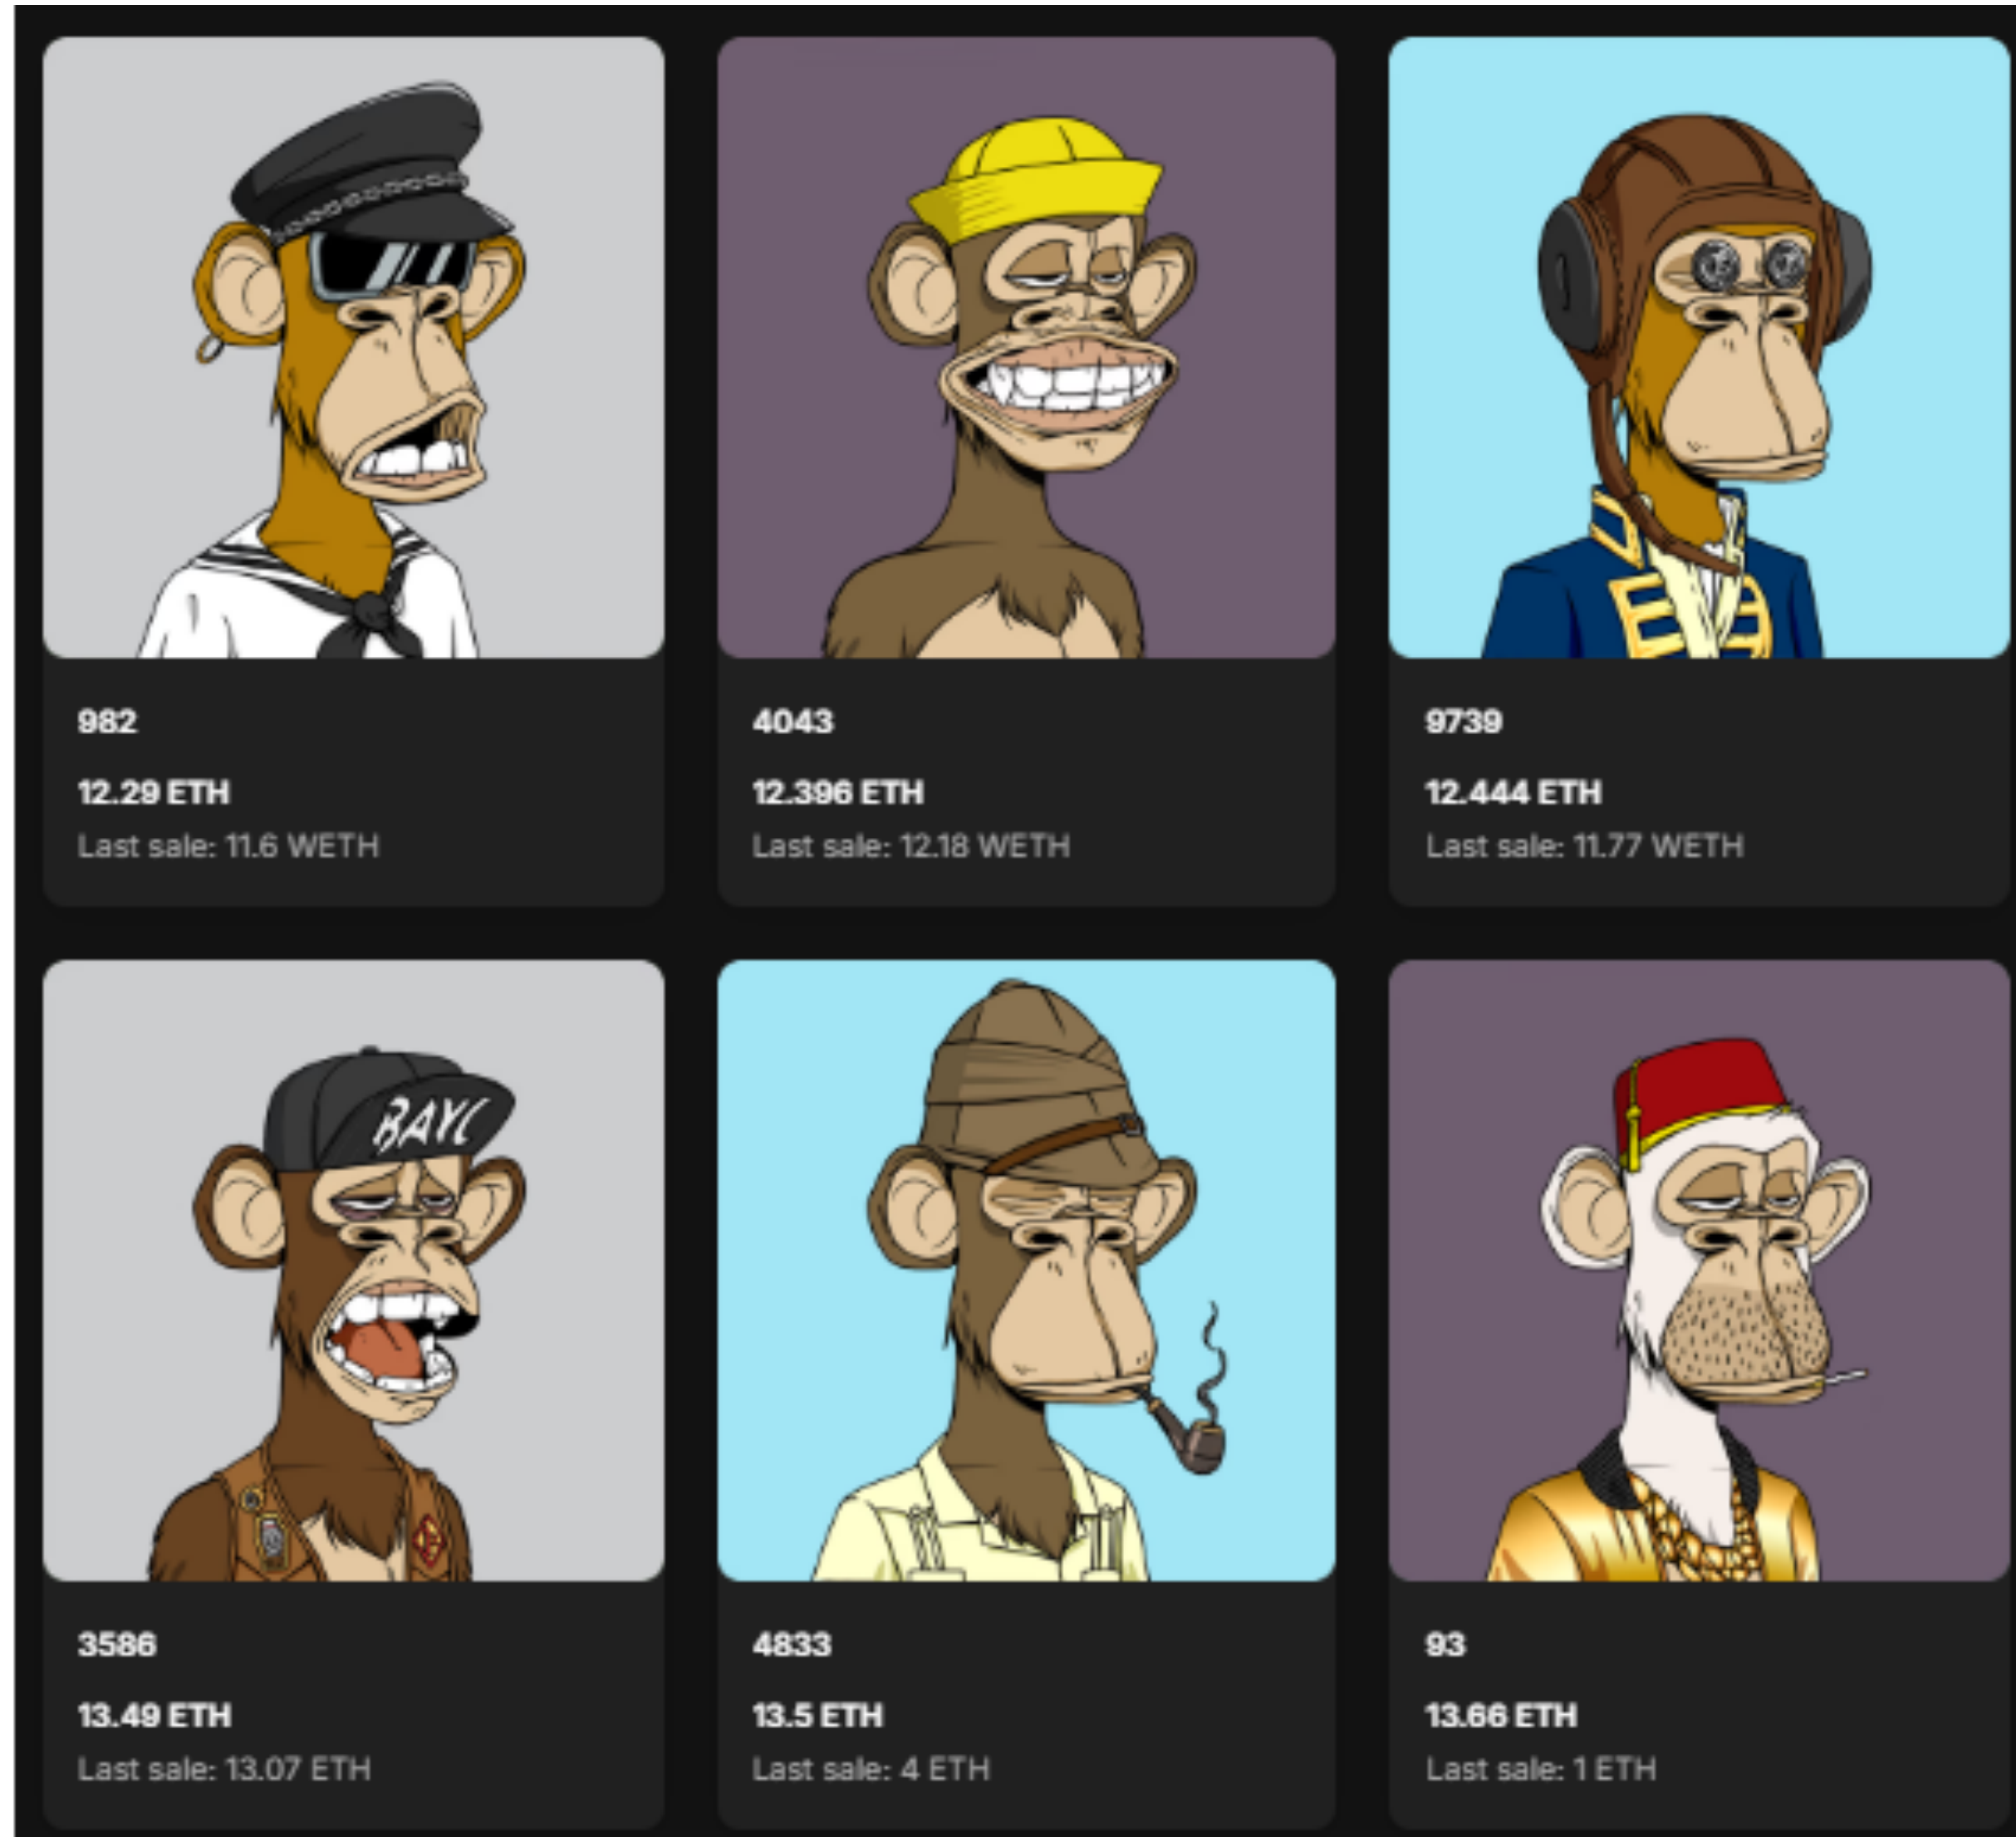 982
12.29 ETH
Last sale: 11.6 WETH
4043
12.396 ETH
Last sale: 12.18 WETH
9739
12.444 ETH
Last sale: 11.77 WETH
BAYC
3586
13.49 ETH
Last sale: 13.07 ETH
4833
13.5 ETH
Last sale: 4 ETH
93
13.66 ETH
Last sale: 1 ETH